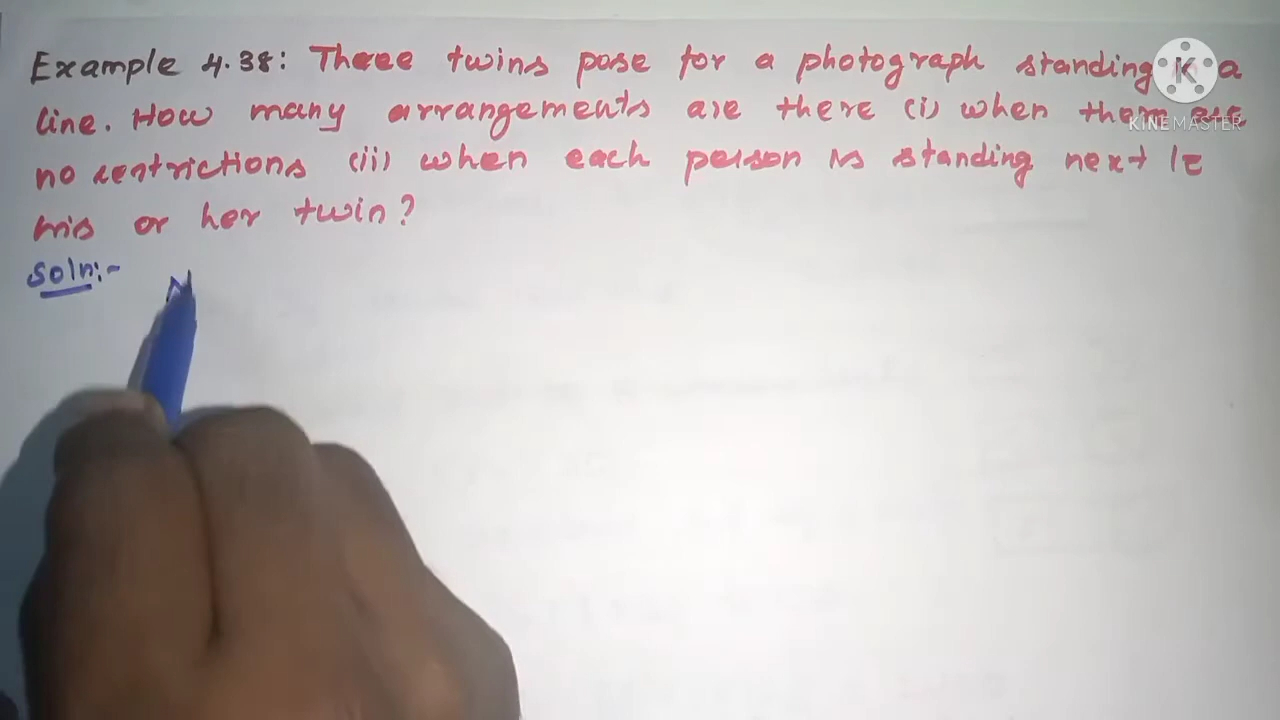 Example 4.38: Three twins pose for a photograph standing a
line. How many arrangements are there (i) when there are
no restrictions (ii) when each person is standing next to
his or her twin?
Soln:-
N
K
KINEMASTER